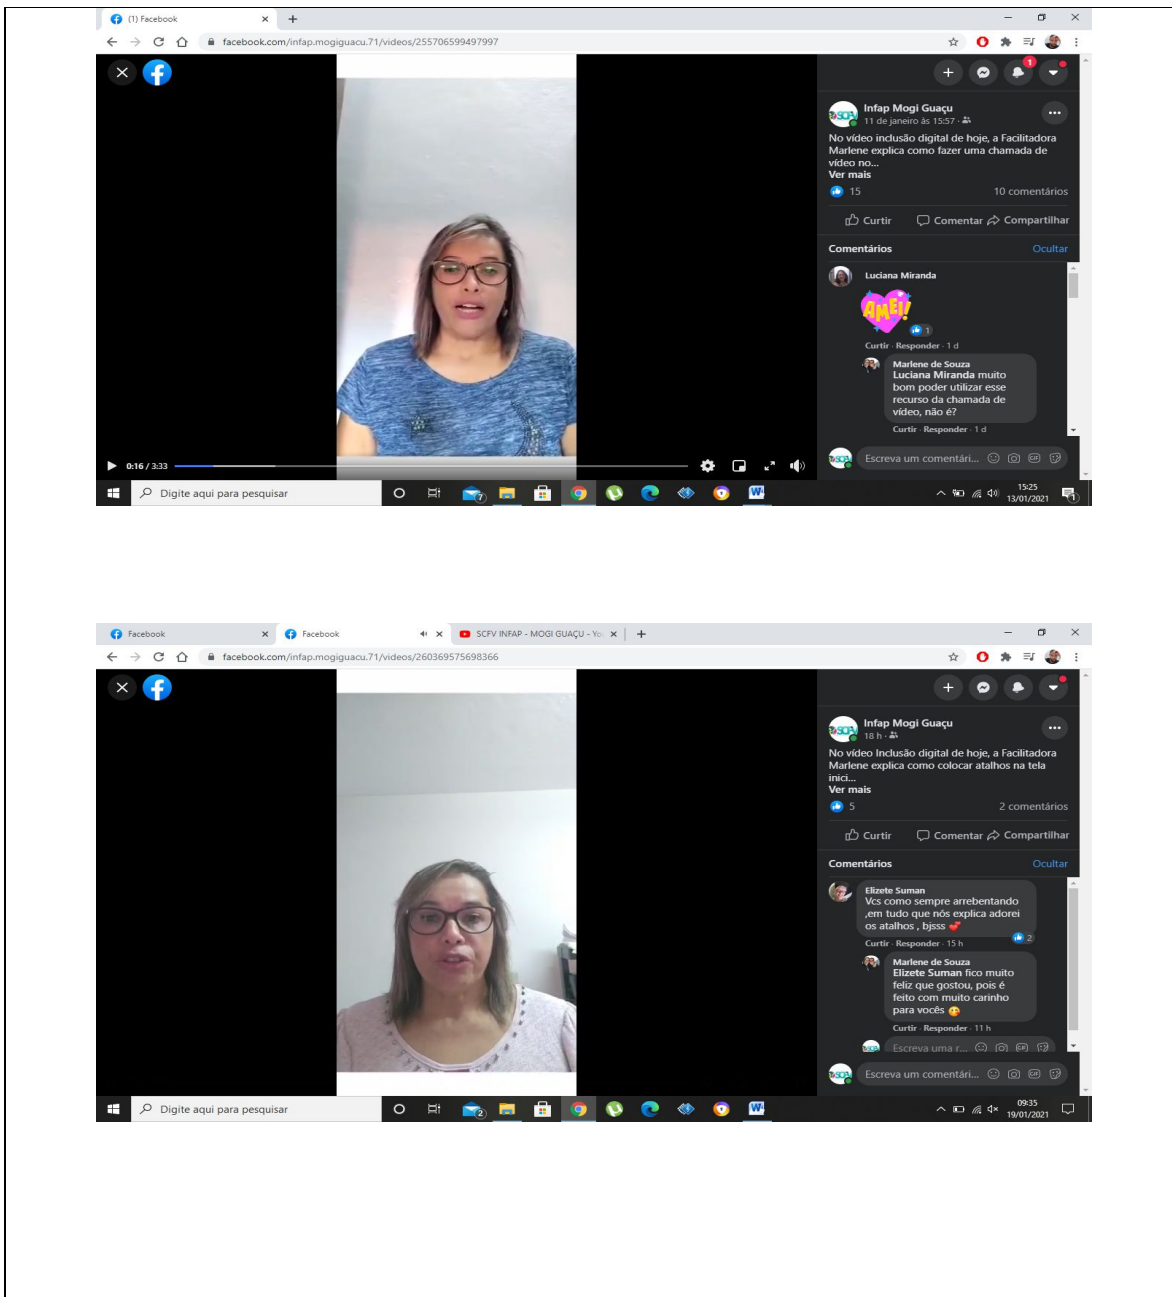 (1) Facebook
facebook.com/infap.mogiguacu.71/videos/255706599497997
1
Infap Mogi Guaçu
11 de janeiro às 15:57 ·
No vídeo inclusão digital de hoje, a Facilitadora
Marlene explica como fazer uma chamada de
vídeo no...
Ver mais
15
10 comentários
Curtir
Comentar
Compartilhar
Comentários
Ocultar
Luciana Miranda
AMEI!
1
Curtir · Responder · 1 d
Marlene de Souza
Luciana Miranda muito
bom poder utilizar esse
recurso da chamada de
vídeo, não é?
Curtir · Responder · 1 d
0:16 / 3:33
Escreva um comentári...
GIF
Digite aqui para pesquisar
7
15:25
13/01/2021
1
Facebook
Facebook
SCFV INFAP - MOGI GUAÇU - Yo
facebook.com/infap.mogiguacu.71/videos/260369575698366
Infap Mogi Guaçu
18 h ·
No vídeo Inclusão digital de hoje, a Facilitadora
Marlene explica como colocar atalhos na tela
inici...
Ver mais
5
2 comentários
Curtir
Comentar
Compartilhar
Comentários
Ocultar
Elizete Suman
Vcs como sempre arrebentando
,em tudo que nós explica adorei
os atalhos , bjsss
2
Curtir · Responder · 15 h
Marlene de Souza
Elizete Suman fico muito
feliz que gostou, pois é
feito com muito carinho
para vocês
Curtir · Responder · 11 h
Escreva uma r...
GIF
Escreva um comentári...
GIF
Digite aqui para pesquisar
2
09:35
19/01/2021